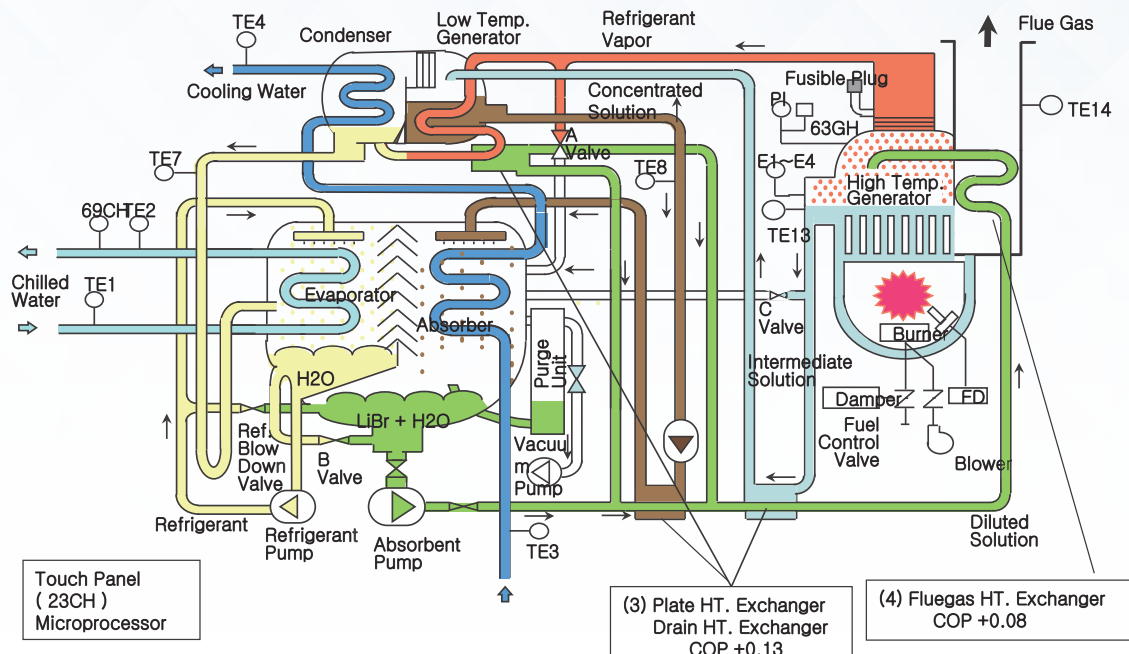 TE4
Condenser
Low Temp.
Generator
Refrigerant
Vapor
Flue Gas
Cooling Water
Concentrated
Solution
Fusible Plug
PI
63GH
TE14
A
Valve
TE7
TE8
E1~E4
High Temp.
Generator
69CH
TE2
TE13
Chilled
Water
TE1
Evaporator
Absorber
C
Valve
Burner
Purge
Unit
Intermediate
Solution
H2O
Damper
FD
LiBr + H2O
Fuel
Control
Valve
Ref.
Blow
Down
Valve
B
Valve
Vacuu
m
Pump
Blower
Refrigerant
Refrigerant
Pump
Absorbent
Pump
TE3
Diluted
Solution
Touch Panel
( 23CH )
Microprocessor
(3) Plate HT. Exchanger
Drain HT. Exchanger
COP +0.13
(4) Fluegas HT. Exchanger
COP +0.08